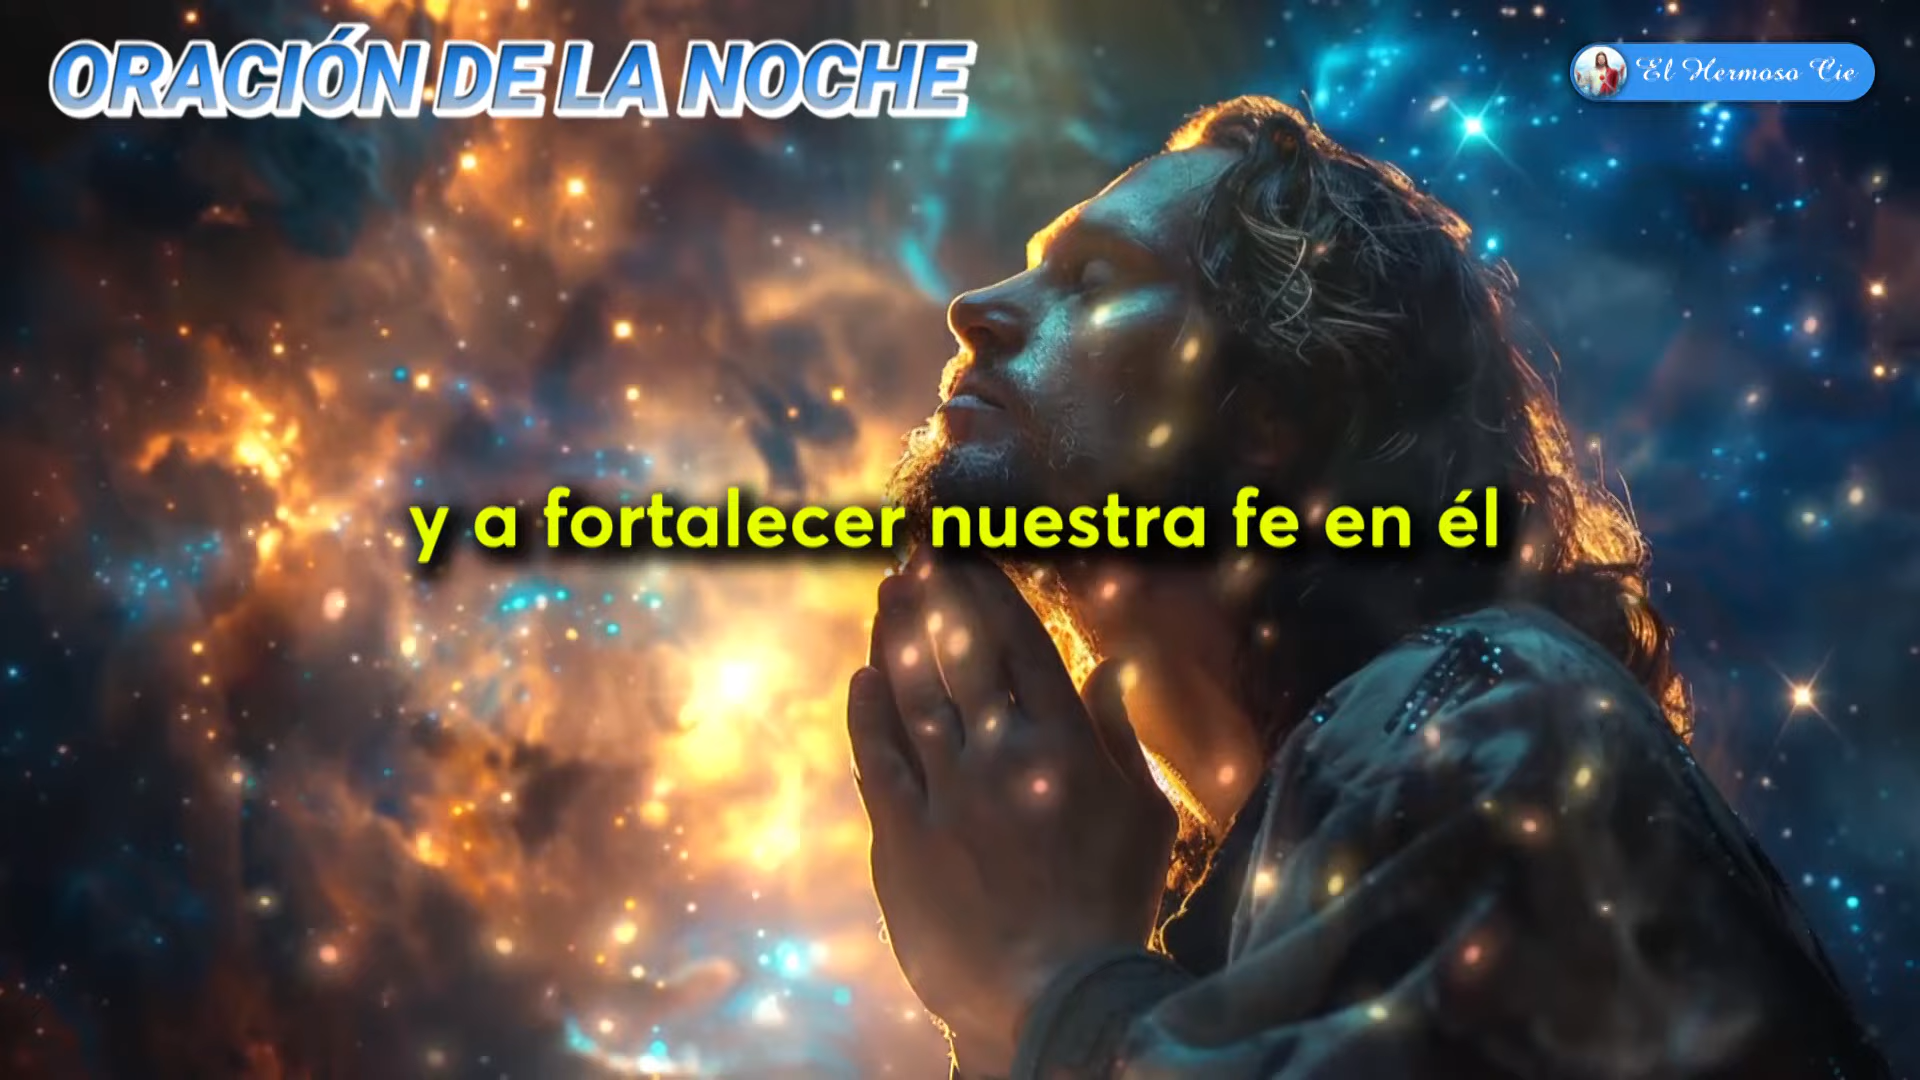 ORACIÓN DE LA NOCHE
El Hermoso Cie
y a fortalecer nuestra fe en él